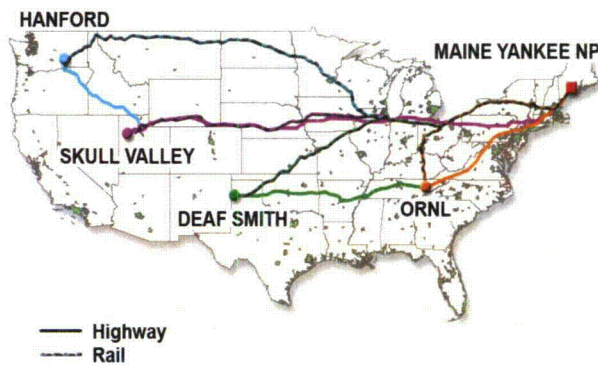 HANFORD
MAINE YANKEE NP
SKULL VALLEY
DEAF SMITH
ORNL
Highway
Rail